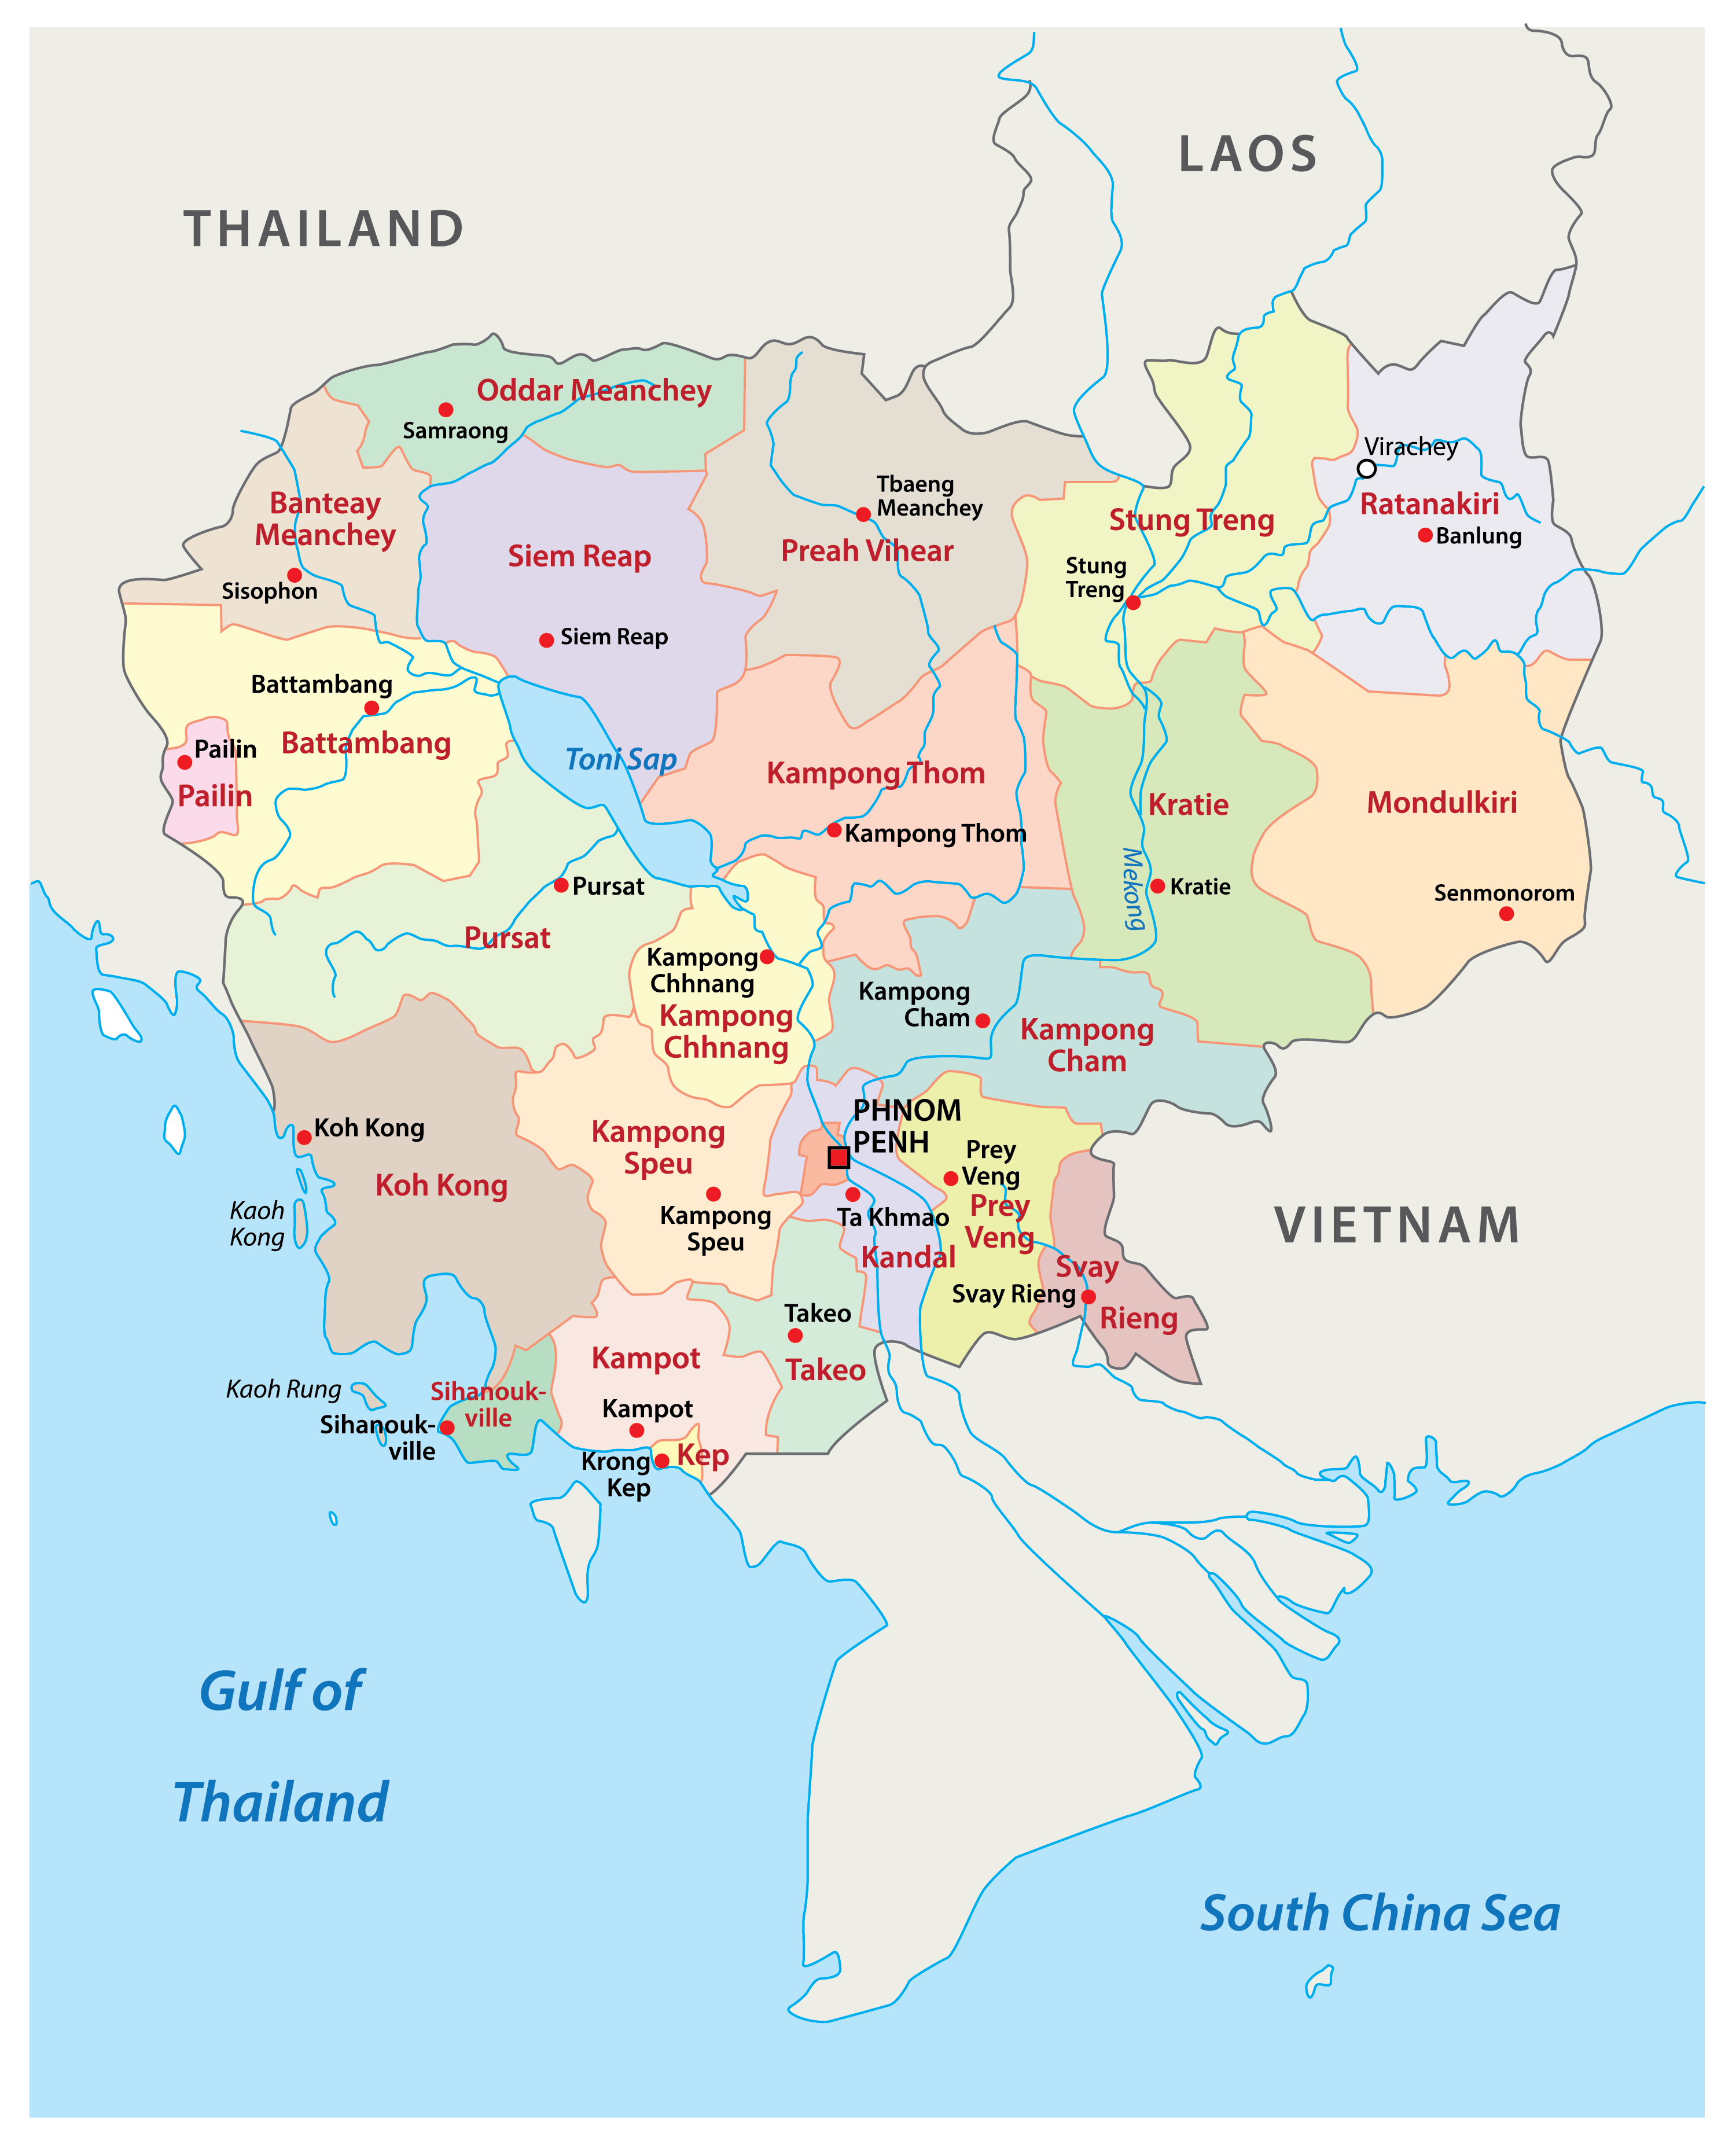 LAOS
THAILAND
Oddar Meanchey
Samraong
Virachey
Tbaeng
Meanchey
Banteay
Meanchey
Ratanakiri
Stung Treng
Banlung
Preah Vihear
Siem Reap
Stung
Treng
Sisophon
Siem Reap
Battambang
Battambang
Pailin
Toni Sap
Kampong Thom
Pailin
Kratie
Mondulkiri
Kampong Thom
Mekong
Pursat
Kratie
Senmonorom
Pursat
Kampong
Chhnang
Kampong
Cham
Kampong
Chhnang
Kampong
Cham
PHNOM
PENH
Koh Kong
Kampong
Speu
Prey
Veng
Koh Kong
Prey
Veng
Kaoh
Kong
Kampong
Speu
Ta Khmao
VIETNAM
Kandal
Svay
Rieng
Svay Rieng
Takeo
Kampot
Takeo
Kaoh Rung
Sihanouk-
ville
Kampot
Sihanouk-
ville
Kep
Krong
Kep
Gulf of
Thailand
South China Sea